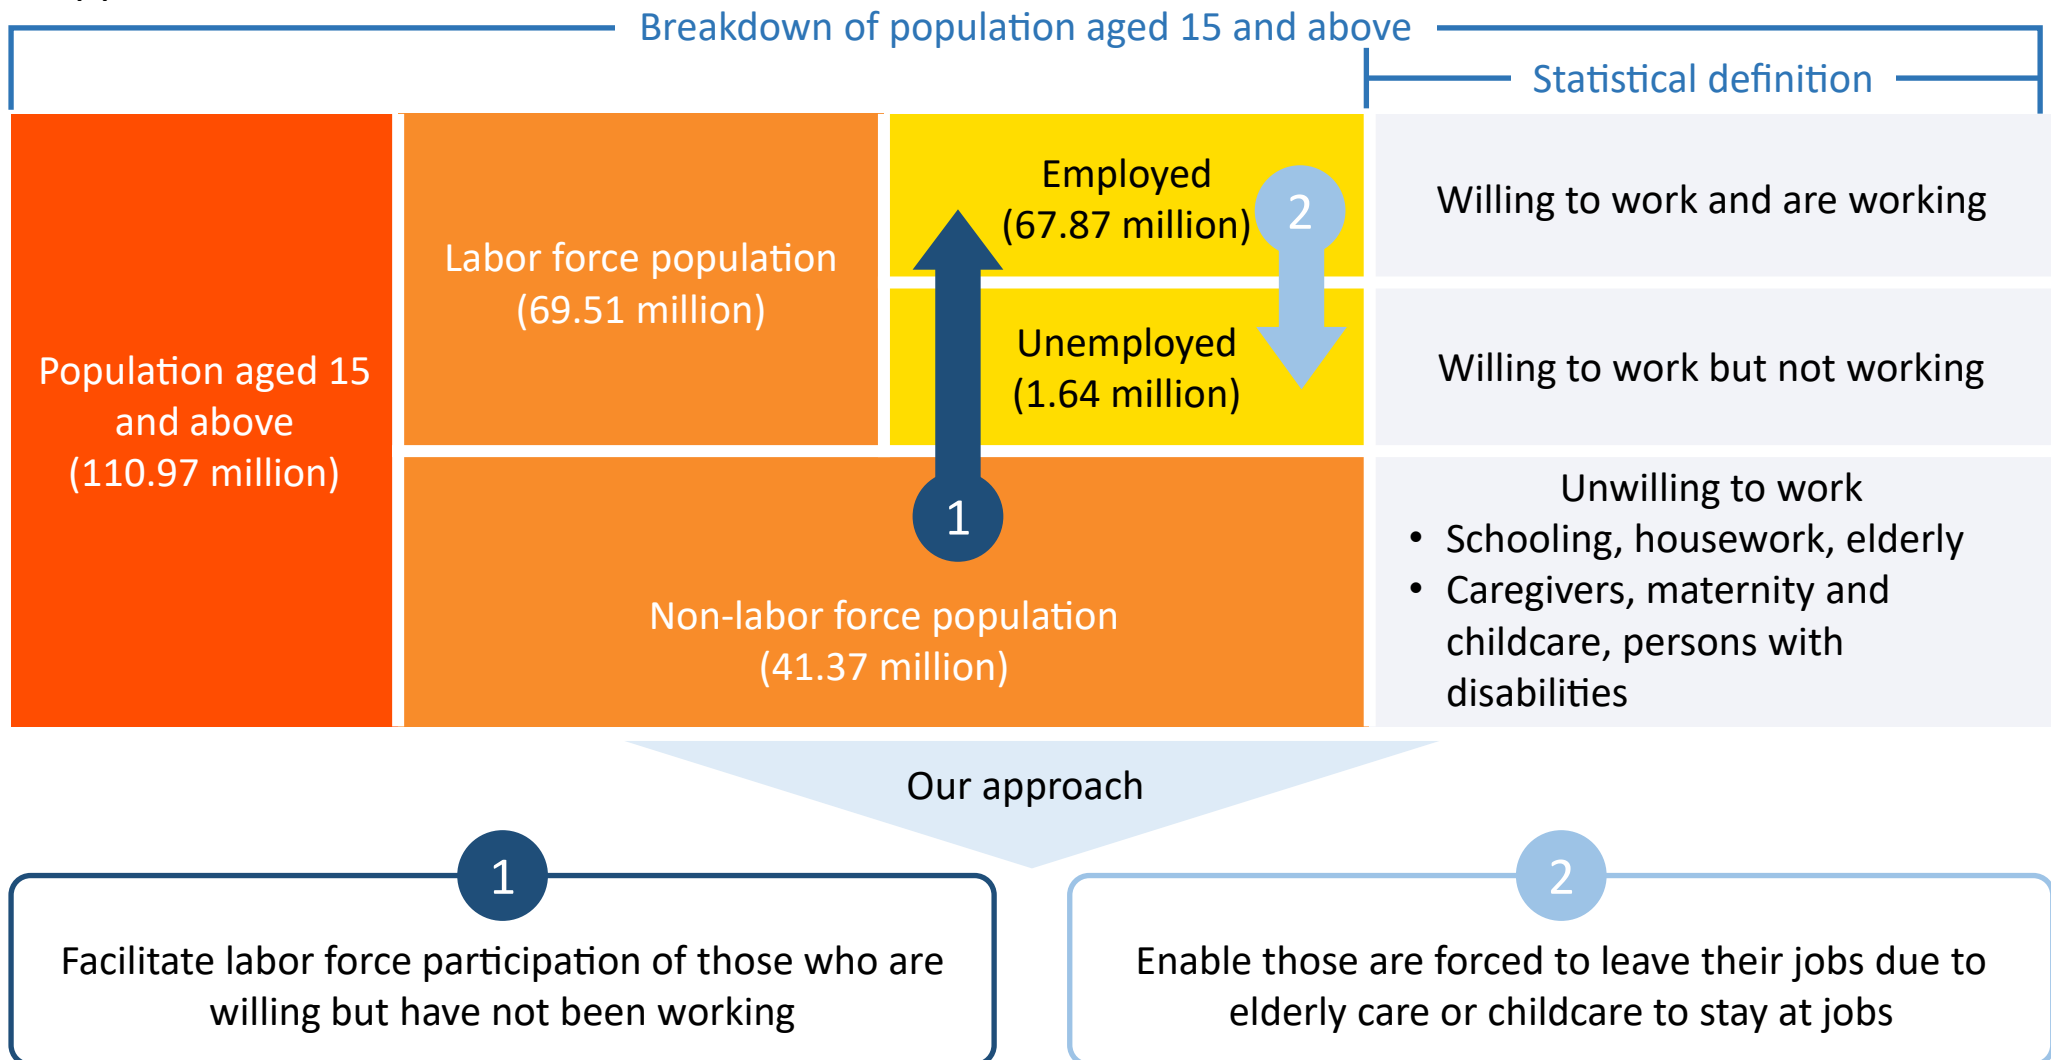 Breakdown of population aged 15 and above
Statistical definition
Population aged 15
and above
(110.97 million)
Labor force population
(69.51 million)
Employed
(67.87 million)
2
Willing to work and are working
Unemployed
(1.64 million)
Willing to work but not working
1
Non-labor force population
(41.37 million)
Unwilling to work
• Schooling, housework, elderly
• Caregivers, maternity and
childcare, persons with
disabilities
Our approach
1
Facilitate labor force participation of those who are
willing but have not been working
2
Enable those are forced to leave their jobs due to
elderly care or childcare to stay at jobs